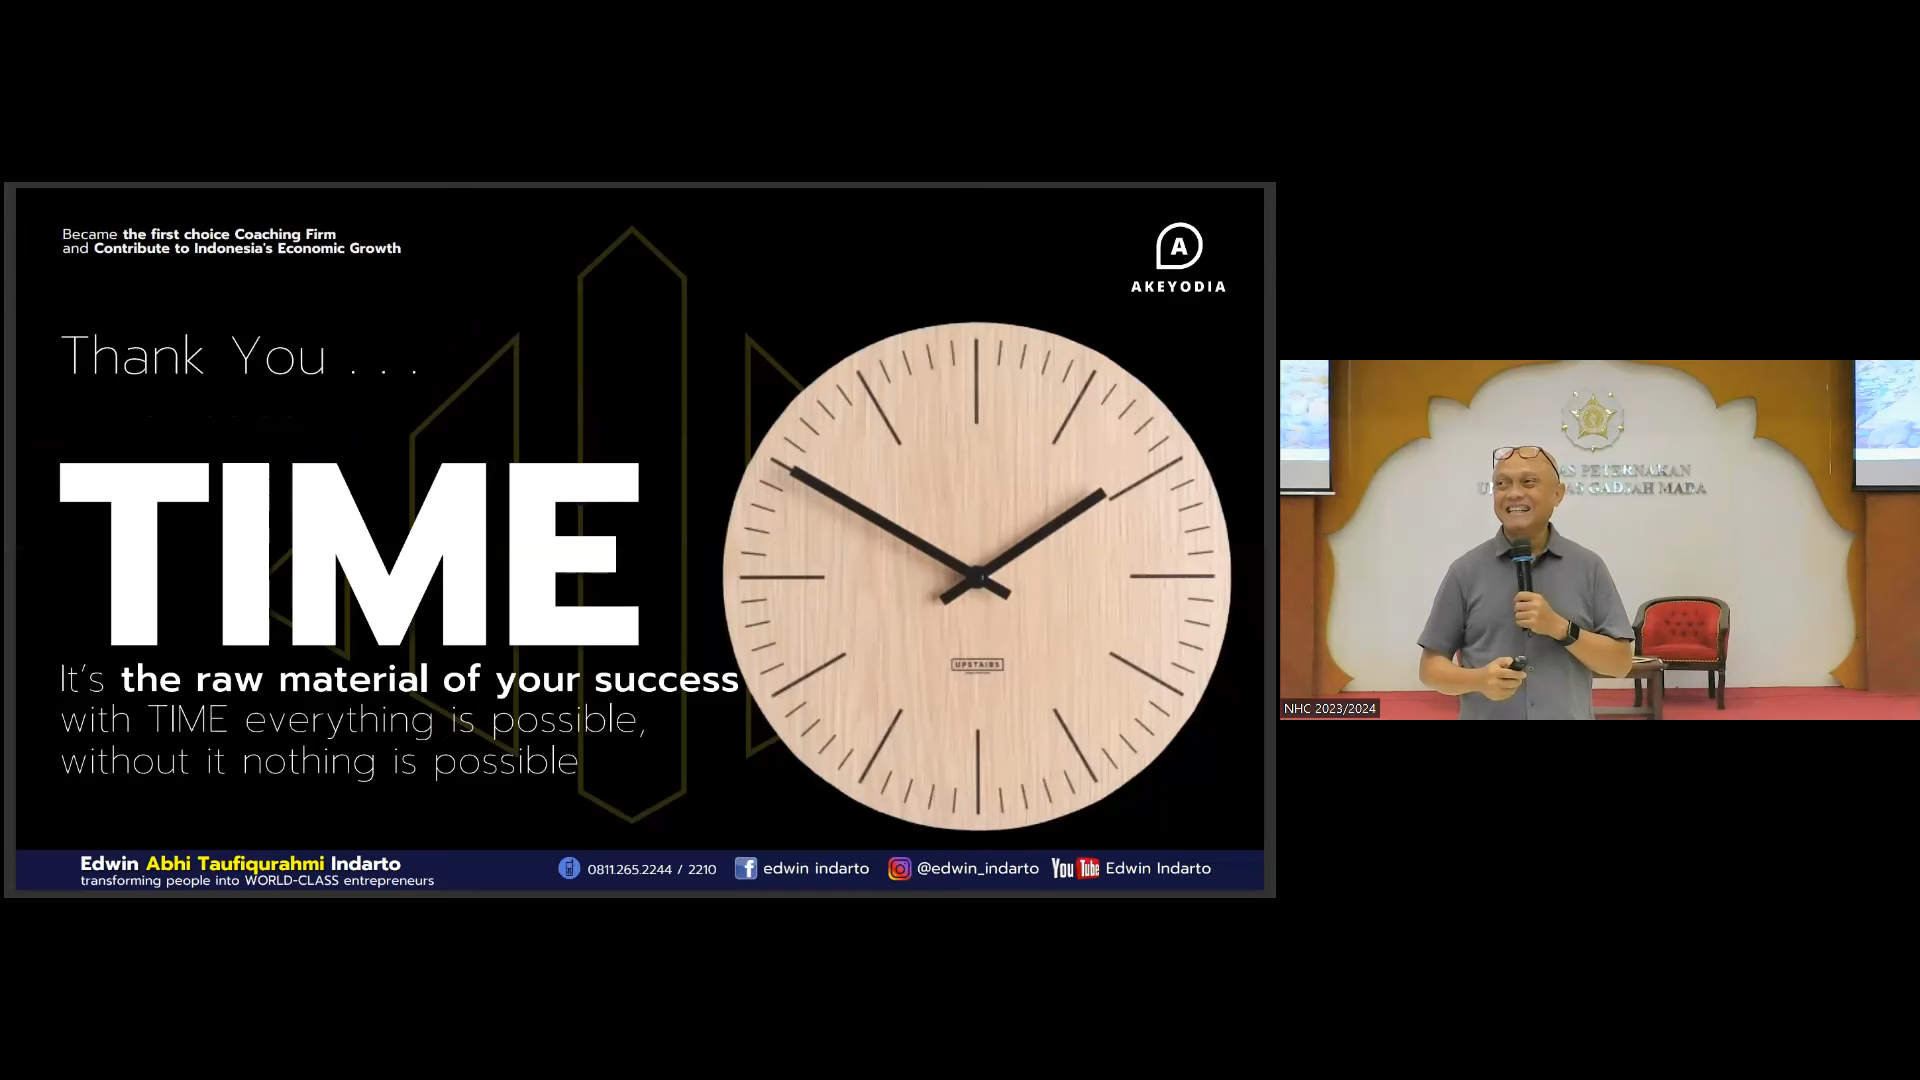 Became the first choice Coaching Firm
and Contribute to Indonesia's Economic Growth
A
AKEYODIA
Thank You . . .
TIME
It's the raw material of your success
with TIME everything is possible,
without it nothing is possible
UPSTAIRS
Edwin Abhi Taufiqurahmi Indarto
transforming people into WORLD-CLASS entrepreneurs
0811.265.2244 / 2210
f edwin indarto
@edwin_indarto
You Tube Edwin Indarto
AS PETERNAKAN
AS GADJAH MADA
NHC 2023/2024